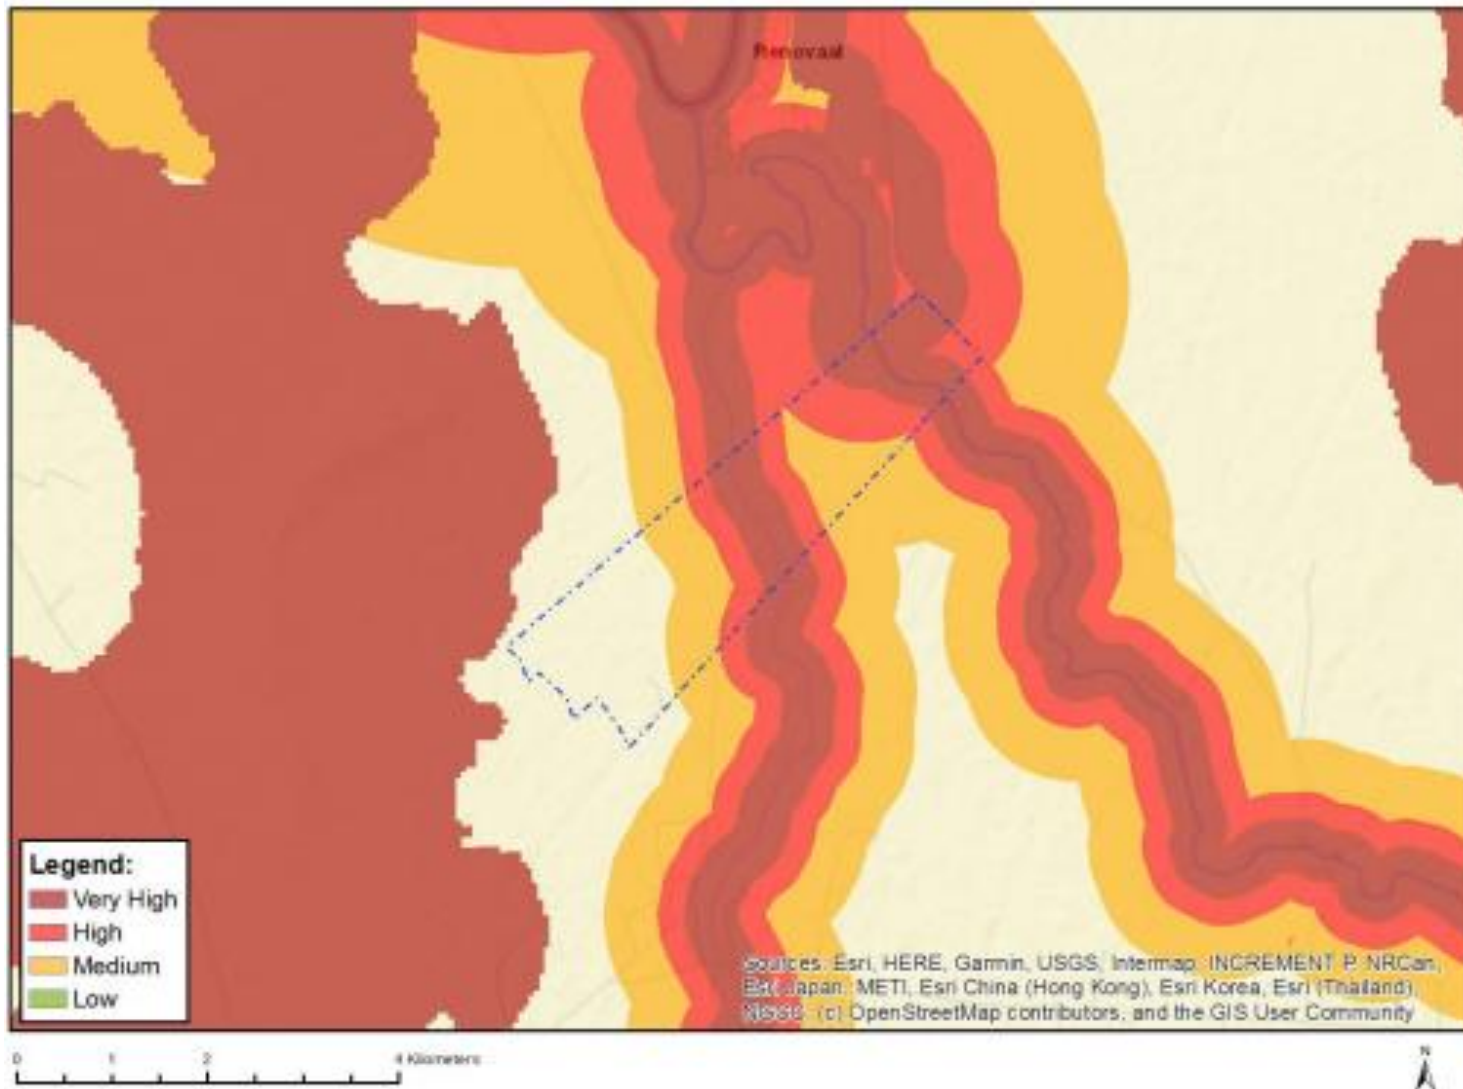 Renovaal
Legend:
Very High
High
Medium
Low
Sources: Esri, HERE, Garmin, USGS, Intermap, INCREMENT P, NRCan,
Esri Japan, METI, Esri China (Hong Kong), Esri Korea, Esri (Thailand),
NGCC, (c) OpenStreetMap contributors, and the GIS User Community
0 1 2 4 Kilometers
N